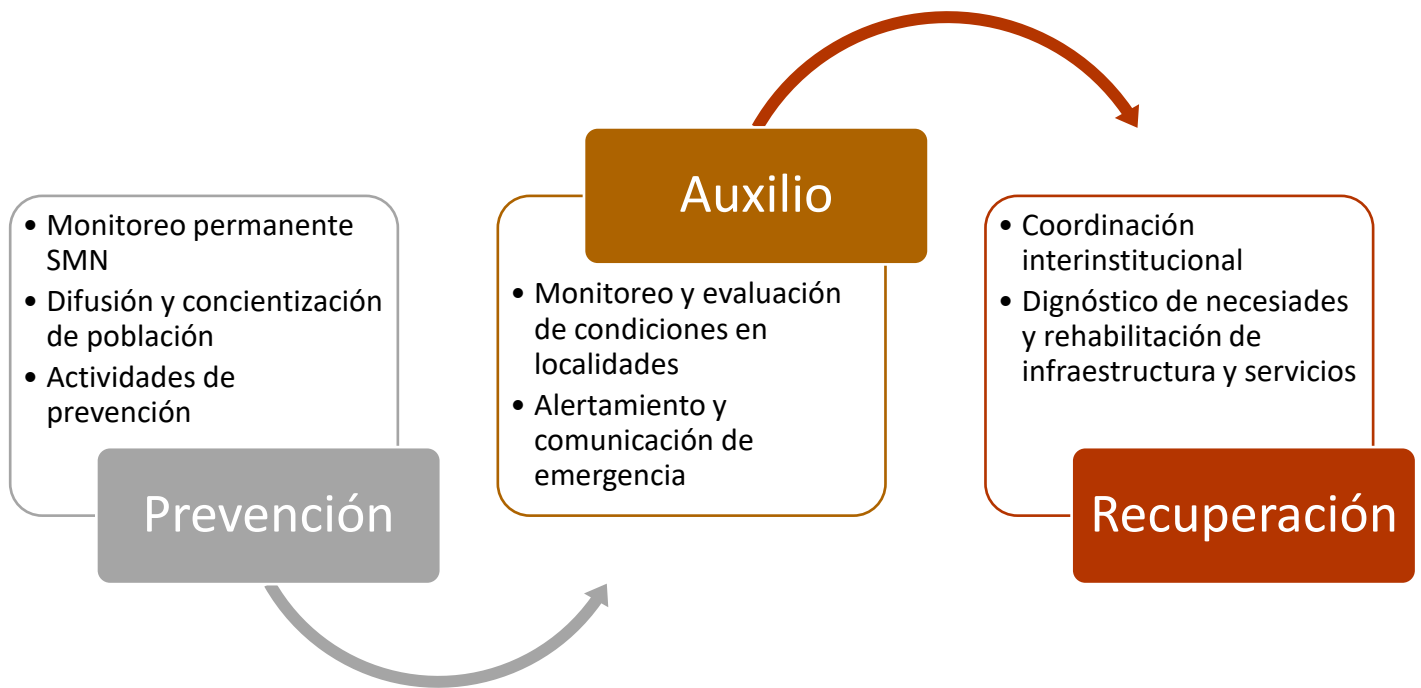 • Monitoreo permanente
SMN
• Difusión y concientización
de población
• Actividades de
prevención
Prevención
Auxilio
• Monitoreo y evaluación
de condiciones en
localidades
• Alertamiento y
comunicación de
emergencia
• Coordinación
interinstitucional
• Dignóstico de necesiades
y rehabilitación de
infraestructura y servicios
Recuperación